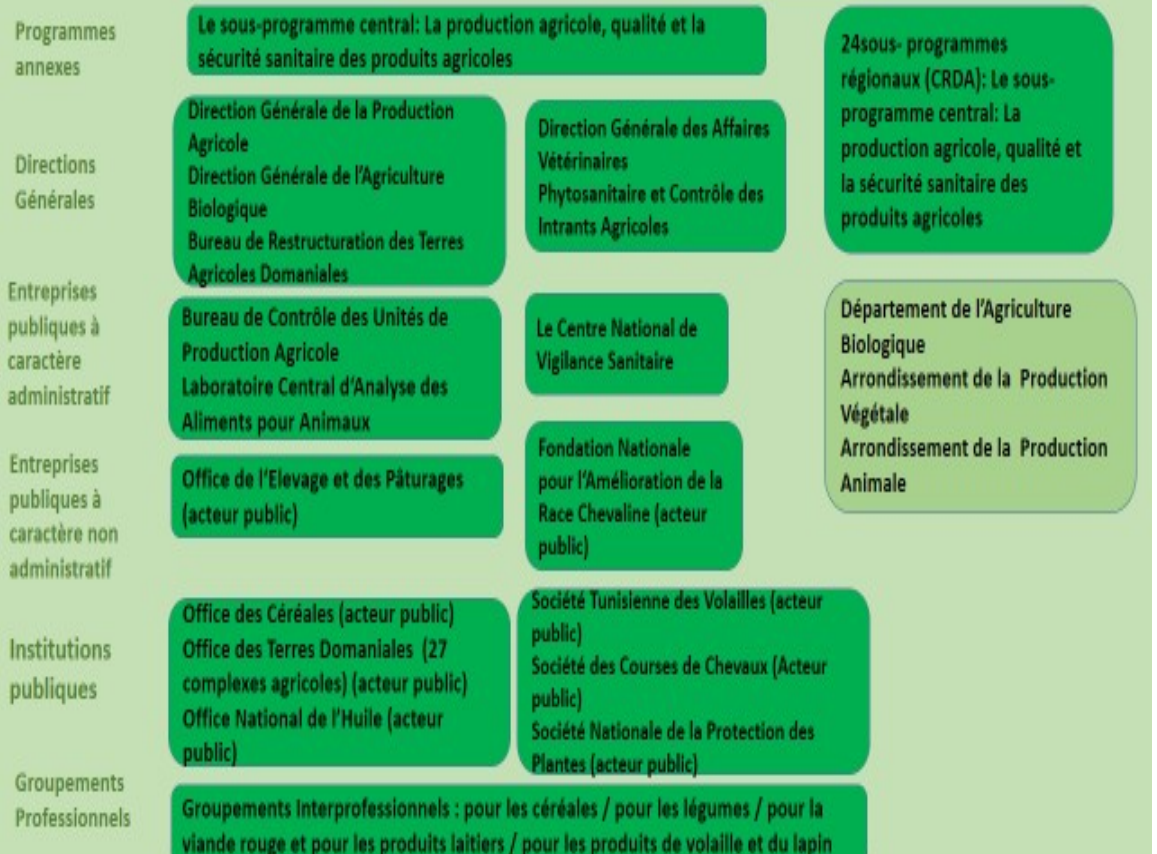 Programmes
annexes
Le sous-programme central: La production agricole, qualité et la
sécurité sanitaire des produits agricoles
24sous- programmes
régionaux (CRDA): Le sous-
programme central: La
production agricole, qualité et
la sécurité sanitaire des
produits agricoles
Directions
Générales
Direction Générale de la Production
Agricole
Direction Générale de l'Agriculture
Biologique
Bureau de Restructuration des Terres
Agricoles Domaniales
Direction Générale des Affaires
Vétérinaires
Phytosanitaire et Contrôle des
Intrants Agricoles
Entreprises
publiques à
caractère
administratif
Bureau de Contrôle des Unités de
Production Agricole
Laboratoire Central d'Analyse des
Aliments pour Animaux
Le Centre National de
Vigilance Sanitaire
Département de l'Agriculture
Biologique
Arrondissement de la Production
Végétale
Arrondissement de la Production
Animale
Entreprises
publiques à
caractère non
administratif
Office de l'Elevage et des Pâturages
(acteur public)
Fondation Nationale
pour l'Amélioration de la
Race Chevaline (acteur
public)
Institutions
publiques
Office des Céréales (acteur public)
Office des Terres Domaniales (27
complexes agricoles) (acteur public)
Office National de l'Huile (acteur
public)
Société Tunisienne des Volailles (acteur
public)
Société des Courses de Chevaux (Acteur
public)
Société Nationale de la Protection des
Plantes (acteur public)
Groupements
Professionnels
Groupements Interprofessionnels : pour les céréales / pour les légumes / pour la
viande rouge et pour les produits laitiers / pour les produits de volaille et du lapin